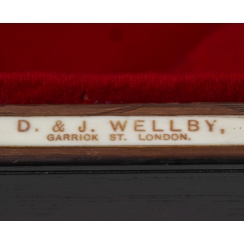 D. & J. WELLBY,
GARRICK ST. LONDON.